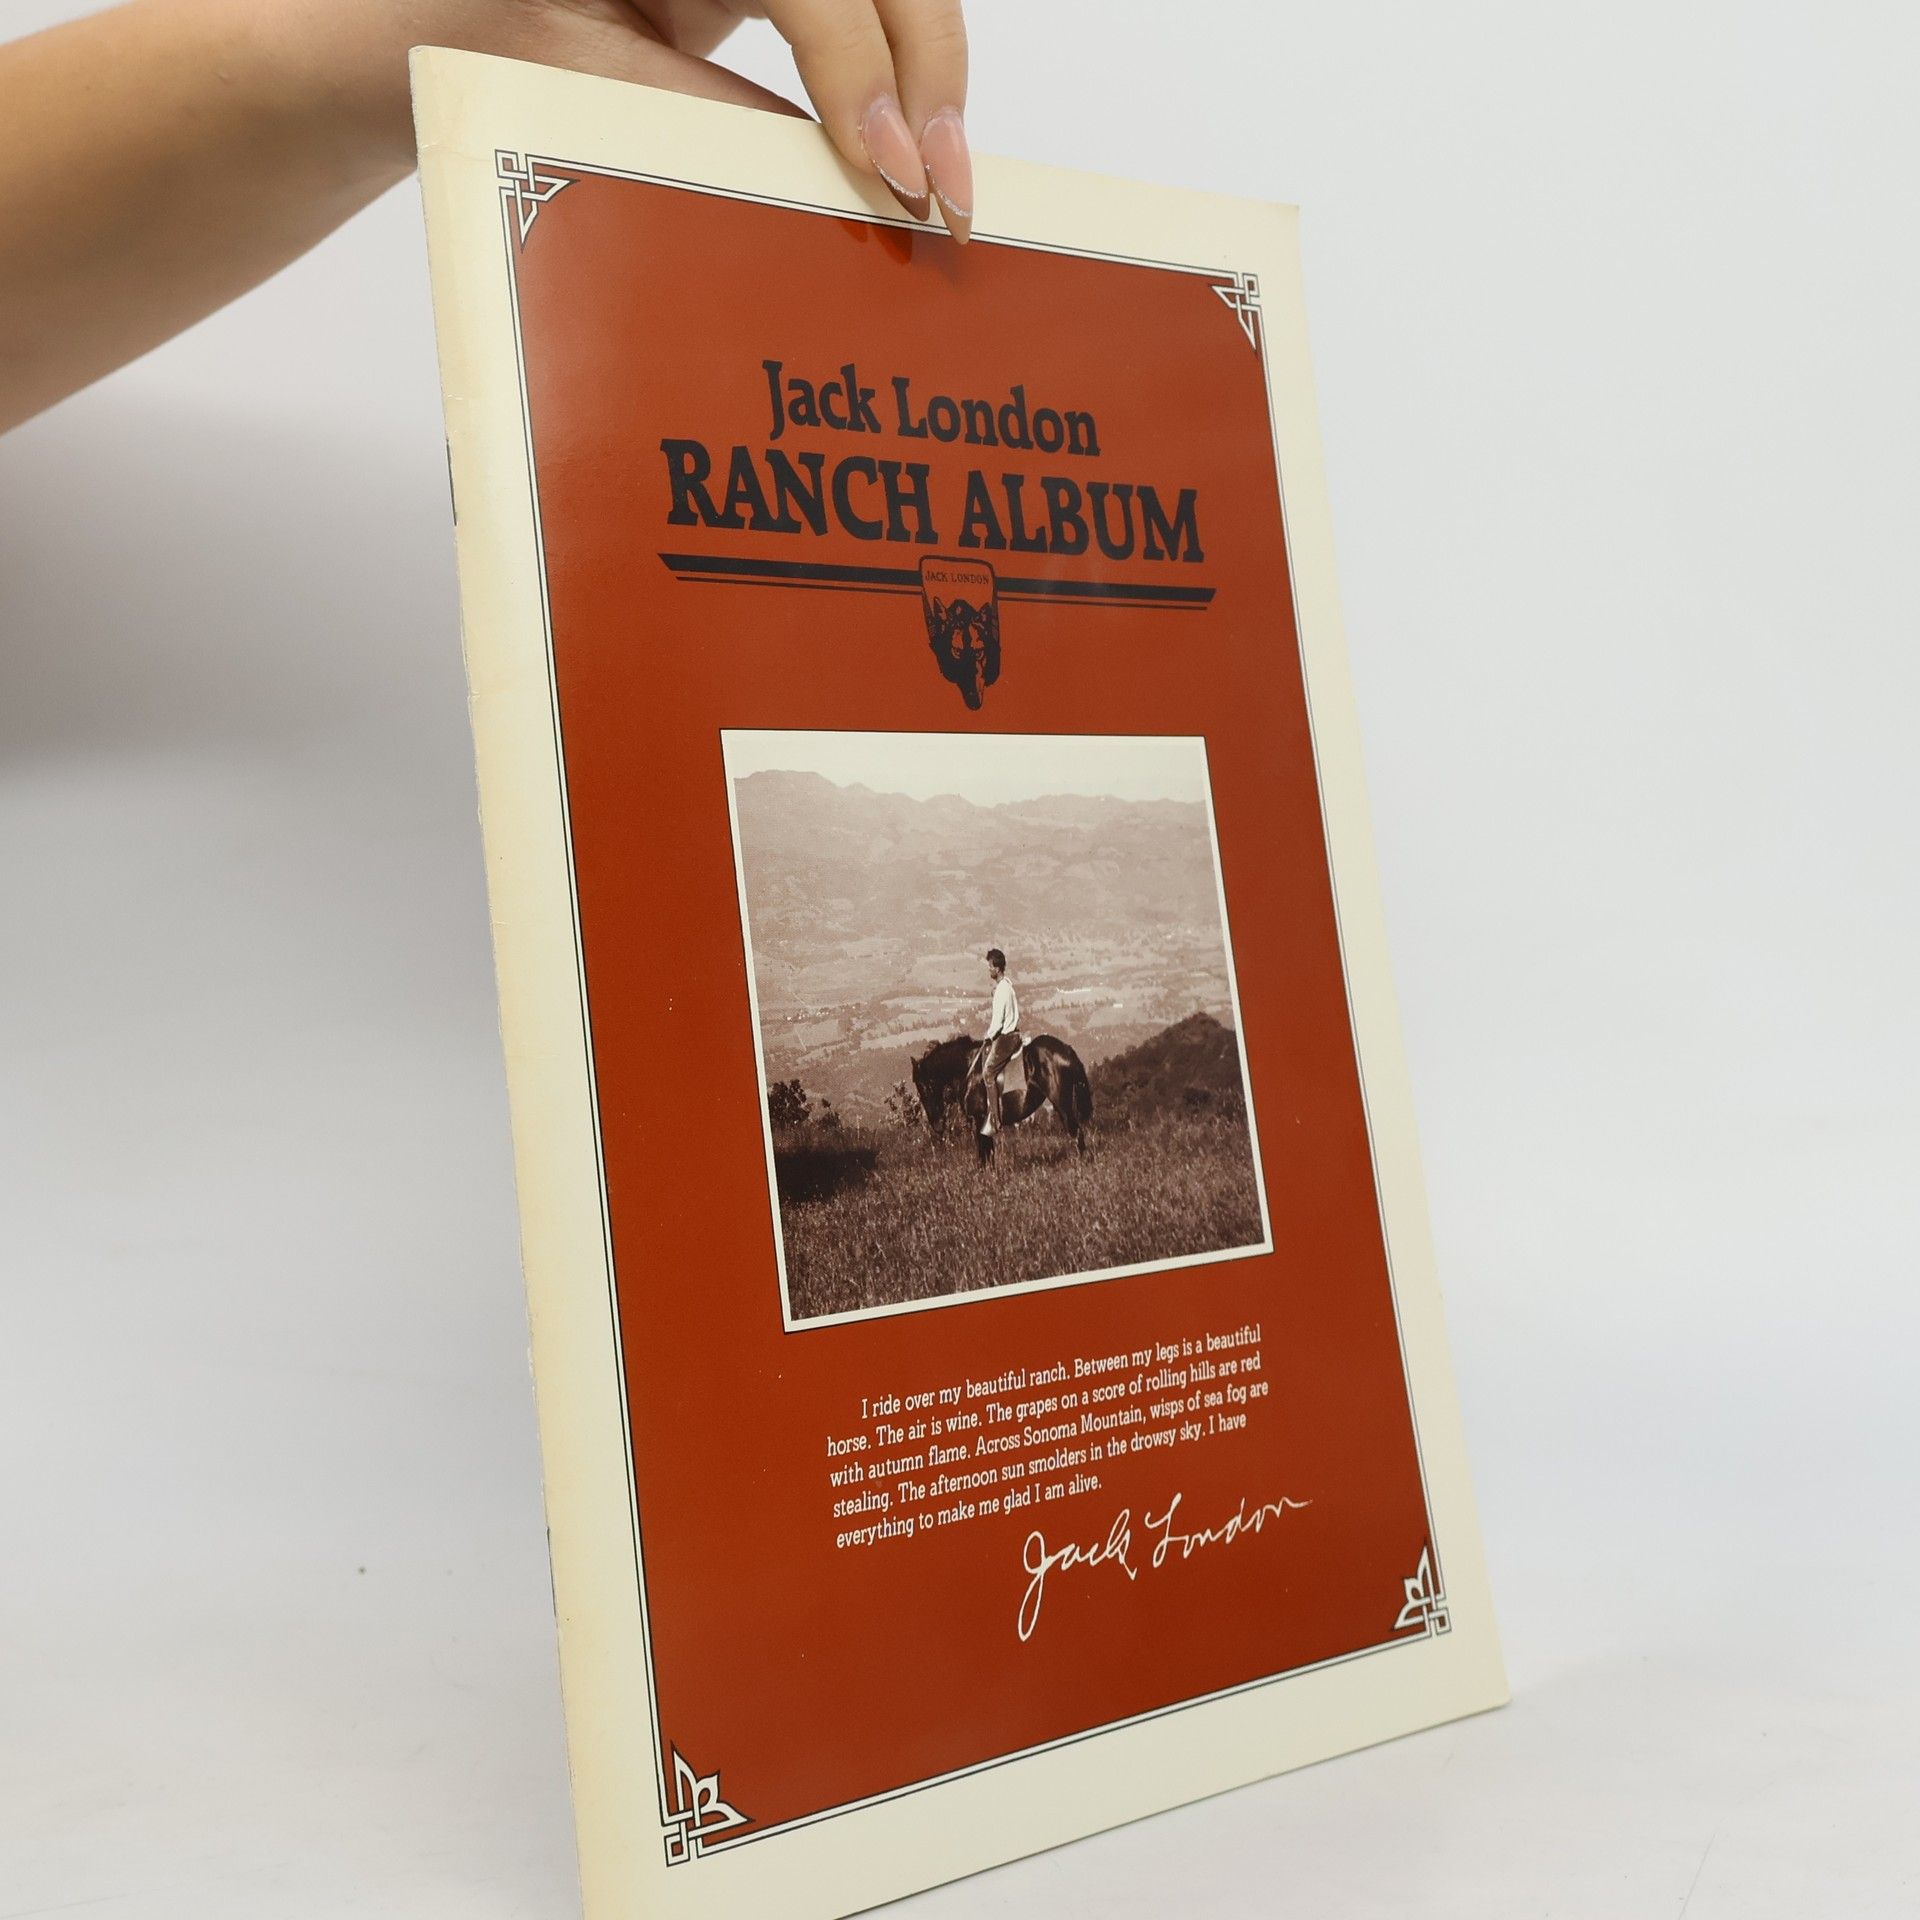 Jack London
RANCH ALBUM
JACK LONDON
I ride over my beautiful ranch. Between my legs is a beautiful
horse. The air is wine. The grapes on a score of rolling hills are red
with autumn flame. Across Sonoma Mountain, wisps of sea fog are
stealing. The afternoon sun smolders in the drowsy sky. I have
everything to make me glad I am alive.
Jack London